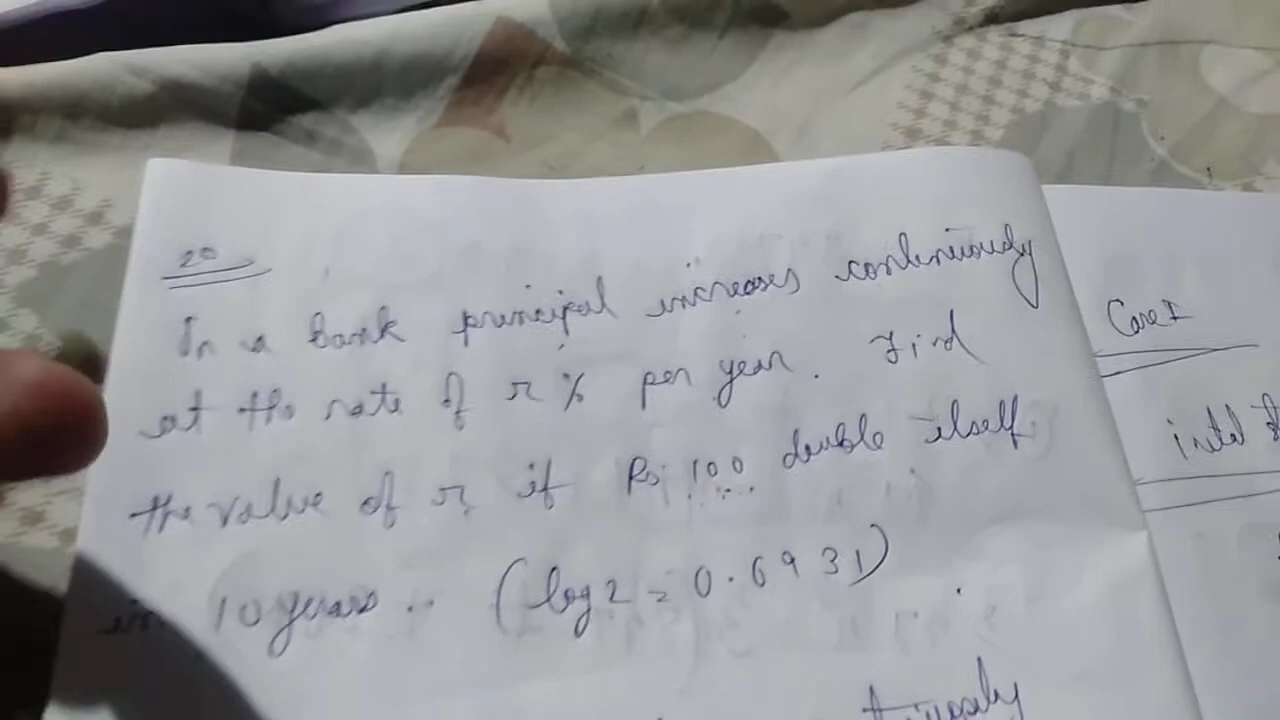 20
In a bank principal increases continuously
at the rate of r % per year. Find
the value of r if Rs 100 double itself
in 10 years .. (log 2 = 0.6931)
Case I